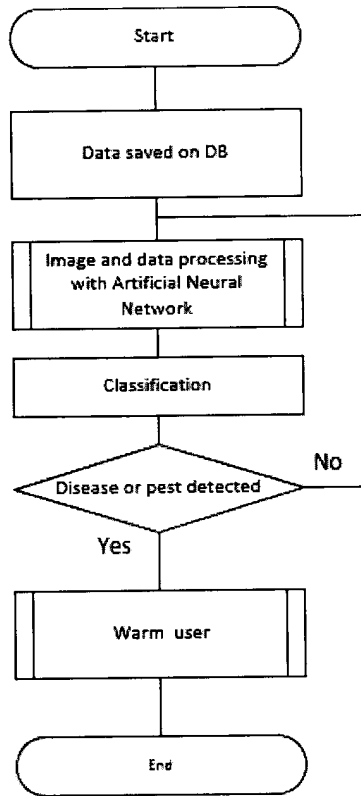 Start
Data saved on DB
Image and data processing
with Artificial Neural
Network
Classification
Disease or pest detected
No
Yes
Warm user
End